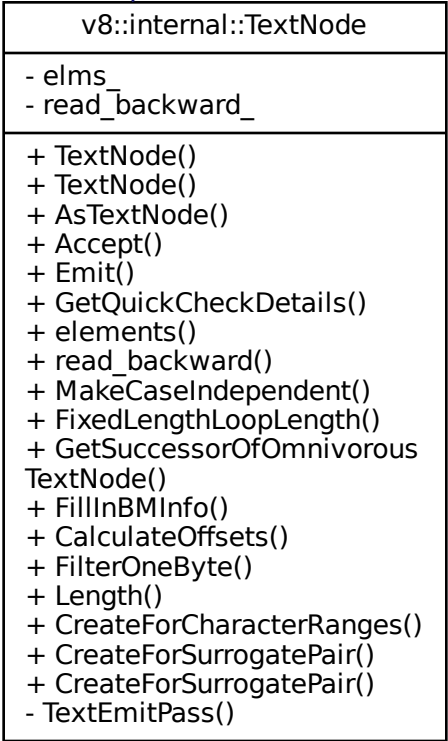 v8::internal::TextNode
- elms_
- read_backward_
+ TextNode()
+ TextNode()
+ AsTextNode()
+ Accept()
+ Emit()
+ GetQuickCheckDetails()
+ elements()
+ read_backward()
+ MakeCaseIndependent()
+ FixedLengthLoopLength()
+ GetSuccessorOfOmnivorous
TextNode()
+ FillInBMInfo()
+ CalculateOffsets()
+ FilterOneByte()
+ Length()
+ CreateForCharacterRanges()
+ CreateForSurrogatePair()
+ CreateForSurrogatePair()
- TextEmitPass()